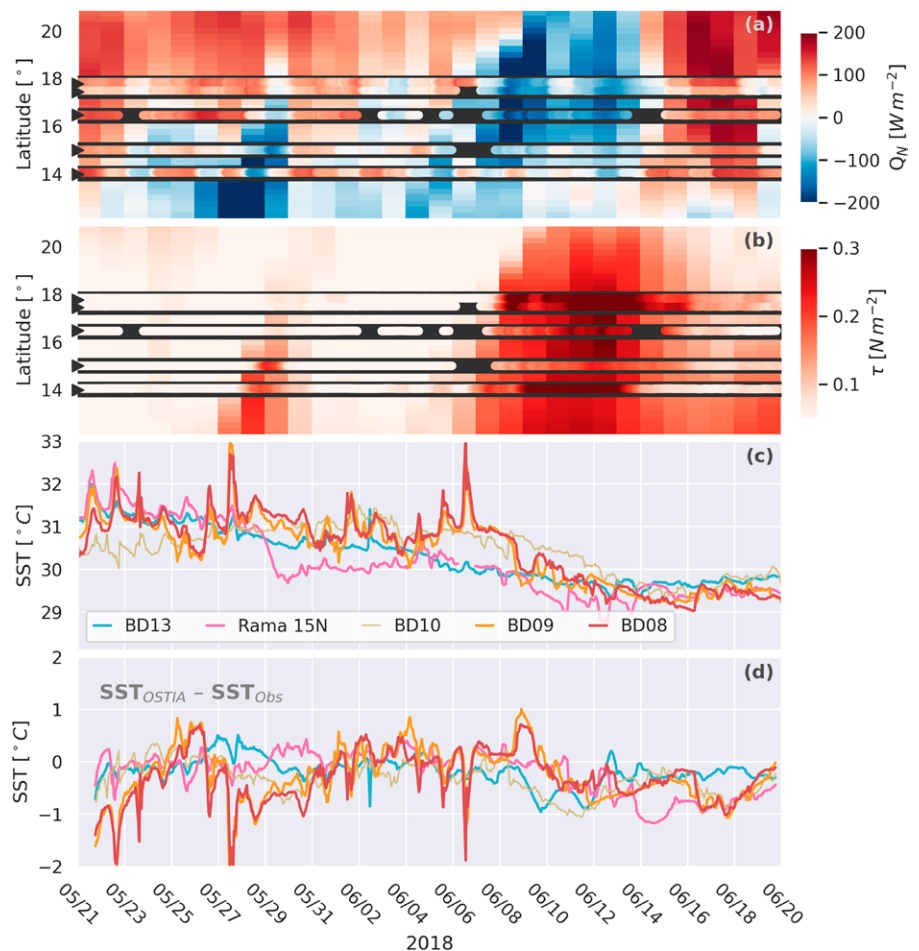 (a)
20
18
16
14
Latitude [°]
200
100
0
−100
−200
Q_N [W m⁻²]
(b)
20
18
16
14
Latitude [°]
0.3
0.2
0.1
τ [N m⁻²]
(c)
33
32
31
30
29
SST [°C]
BD13 Rama 15N BD10 BD09 BD08
(d)
SST_OSTIA – SST_Obs
2
1
0
−1
−2
SST [°C]
05/21 05/23 05/25 05/27 05/29 05/31 06/02 06/04 06/06 06/08 06/10 06/12 06/14 06/16 06/18 06/20
2018